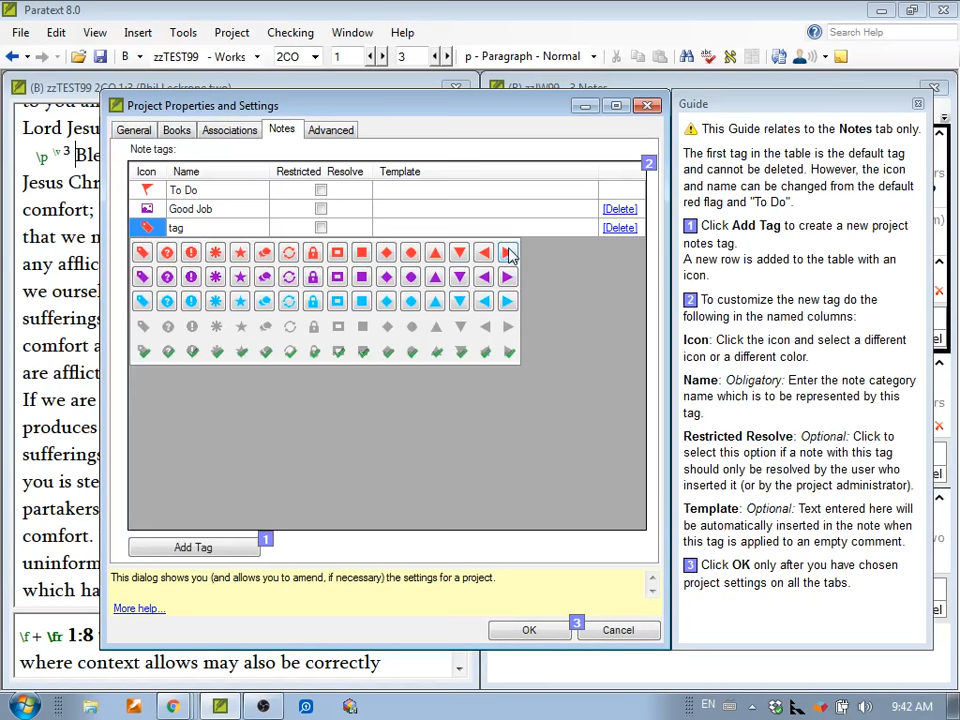 Paratext 8.0
File Edit View Insert Tools Project Checking Window Help
Search Help
B zzTEST99 - Works 2CO 1 3 p - Paragraph - Normal
(B) zzTEST99 2CO 1:3 (Phil Leckrone two)
to you an
Lord Jesu
\p \v 3 Ble
Jesus Chr
comfort;
that we m
any afflic
we ourse
sufferings
comfort a
are afflict
If we are
produces
sufferings
you is ste
partakers
comfort.
uninform
which ha
\f + \fr 1:8
where context allows may also be correctly
Project Properties and Settings
General Books Associations Notes Advanced
Note tags:
2
Icon Name Restricted Resolve Template
To Do
Good Job [Delete]
tag [Delete]
Add Tag
1
This dialog shows you (and allows you to amend, if necessary) the settings for a project.
More help...
3
OK Cancel
Guide
This Guide relates to the Notes tab only.
The first tag in the table is the default tag
and cannot be deleted. However, the icon
and name can be changed from the default
red flag and "To Do".
1 Click Add Tag to create a new project
notes tag.
A new row is added to the table with an
icon.
2 To customize the new tag do the
following in the named columns:
Icon: Click the icon and select a different
icon or a different color.
Name: Obligatory: Enter the note category
name which is to be represented by this
tag.
Restricted Resolve: Optional: Click to
select this option if a note with this tag
should only be resolved by the user who
inserted it (or by the project administrator).
Template: Optional: Text entered here will
be automatically inserted in the note when
this tag is applied to an empty comment.
3 Click OK only after you have chosen
project settings on all the tabs.
EN
9:42 AM